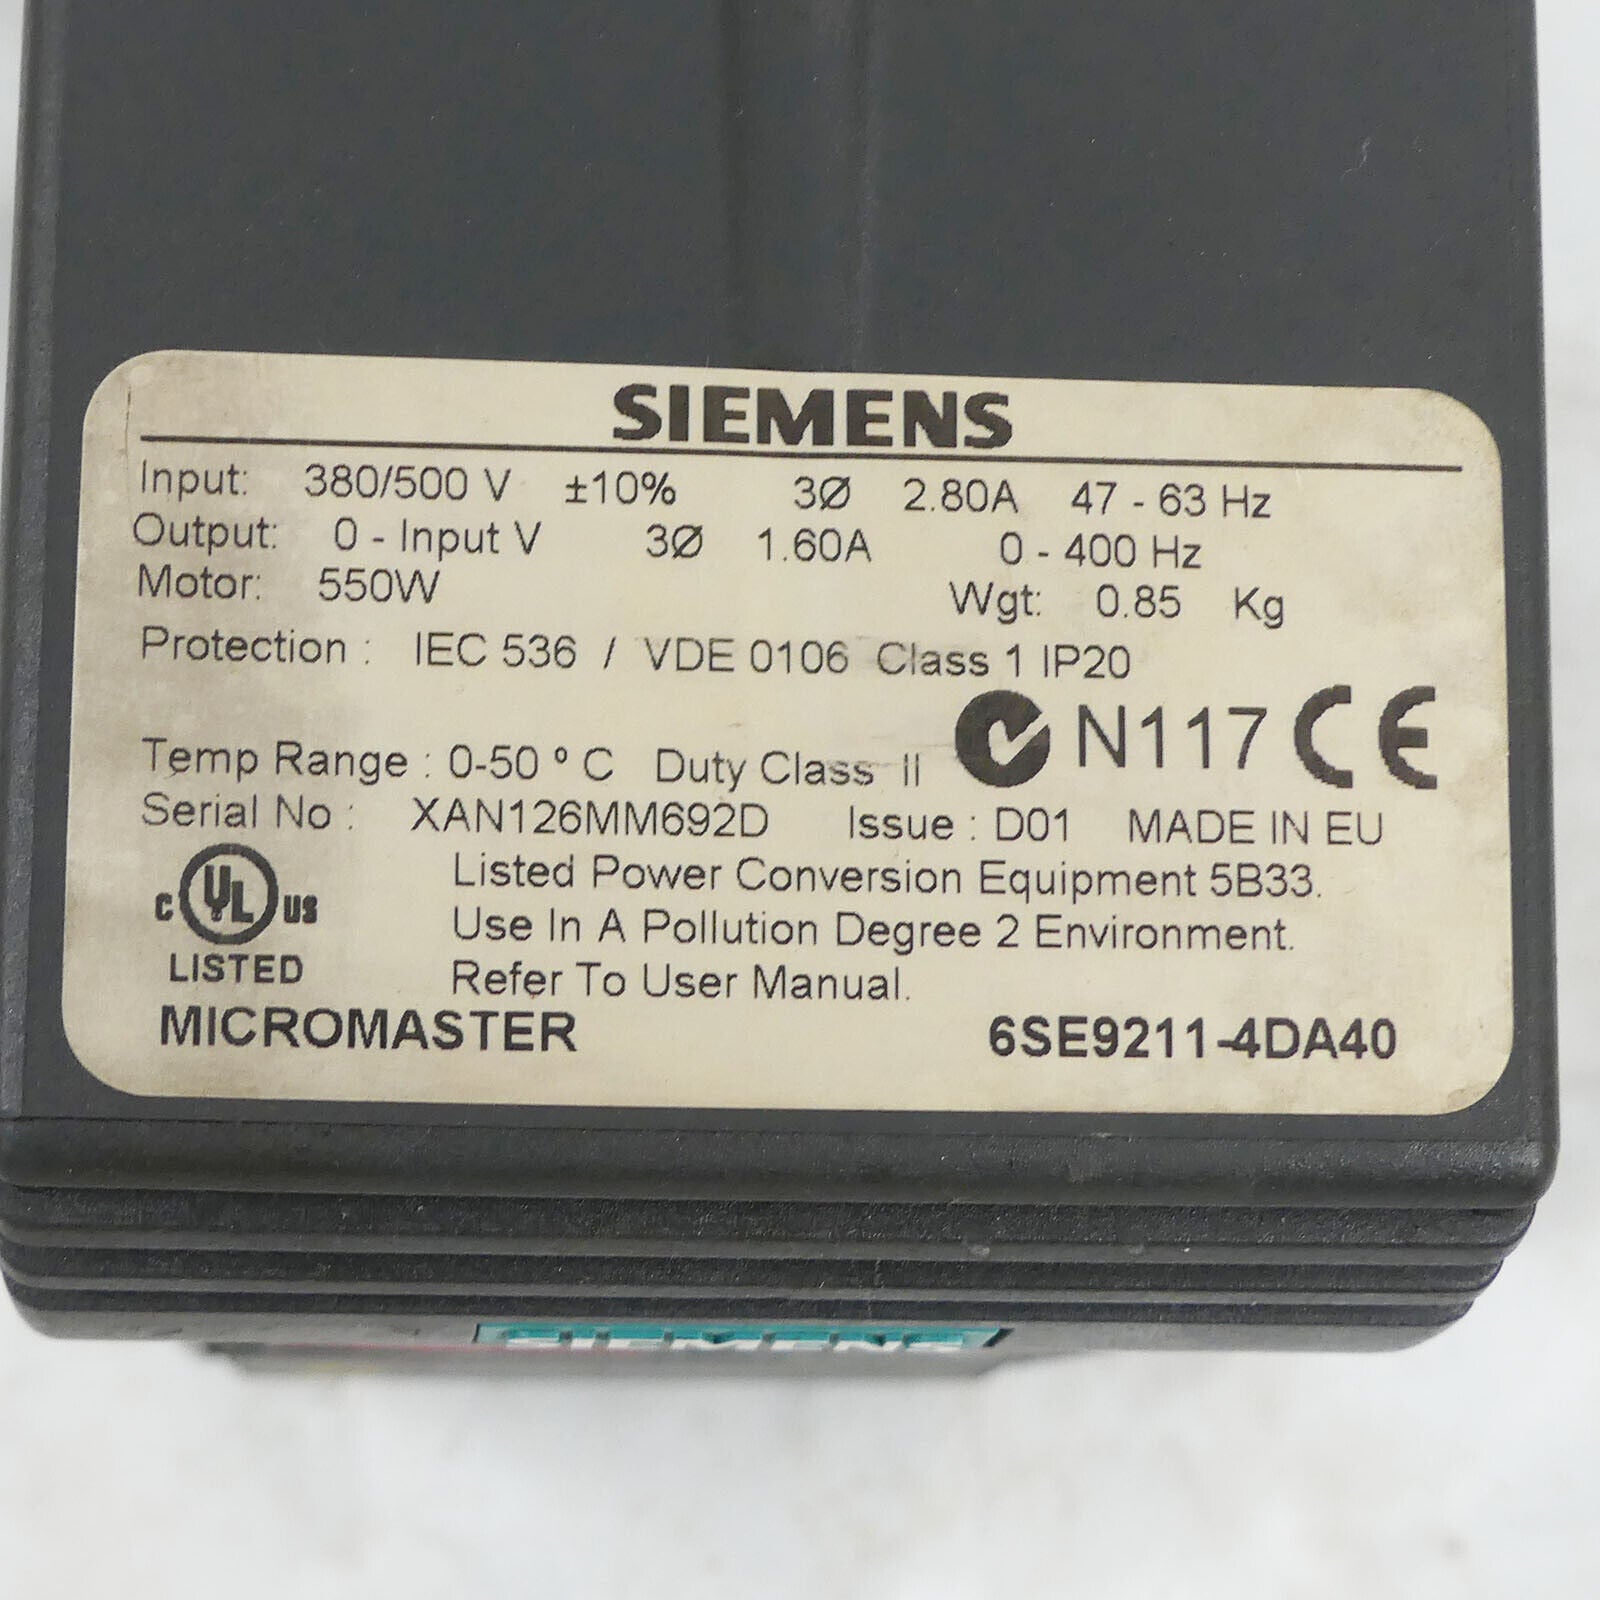 SIEMENS
Input: 380/500 V ±10% 3Ø 2.80A 47 - 63 Hz
Output: 0 - Input V 3Ø 1.60A 0 - 400 Hz
Motor: 550W Wgt: 0.85 Kg
Protection : IEC 536 / VDE 0106 Class 1 IP20
N117 CE
Temp Range : 0-50 º C Duty Class II
Serial No : XAN126MM692D Issue : D01 MADE IN EU
Listed Power Conversion Equipment 5B33.
C UL US
Use In A Pollution Degree 2 Environment.
LISTED
Refer To User Manual.
MICROMASTER 6SE9211-4DA40
SIEMENS